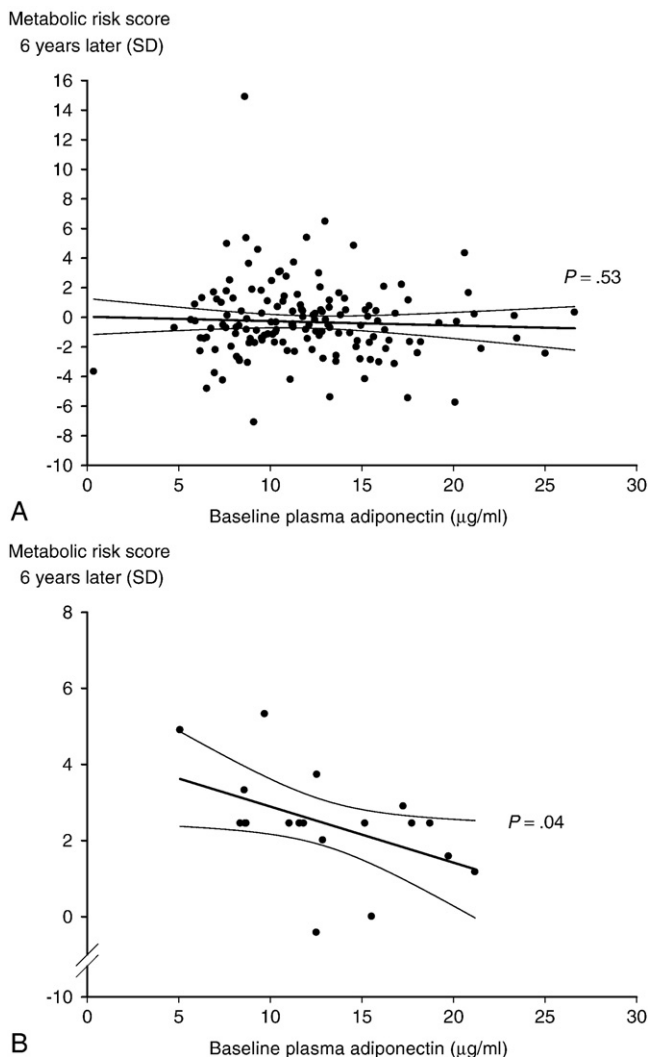 Metabolic risk score
6 years later (SD)
16
14
12
10
8
6
4
2
0
-2
-4
-6
-8
-10
P = .53
0 5 10 15 20 25 30
A
Baseline plasma adiponectin (μg/ml)
Metabolic risk score
6 years later (SD)
8
6
4
2
0
-10
P = .04
0 5 10 15 20 25 30
B
Baseline plasma adiponectin (μg/ml)